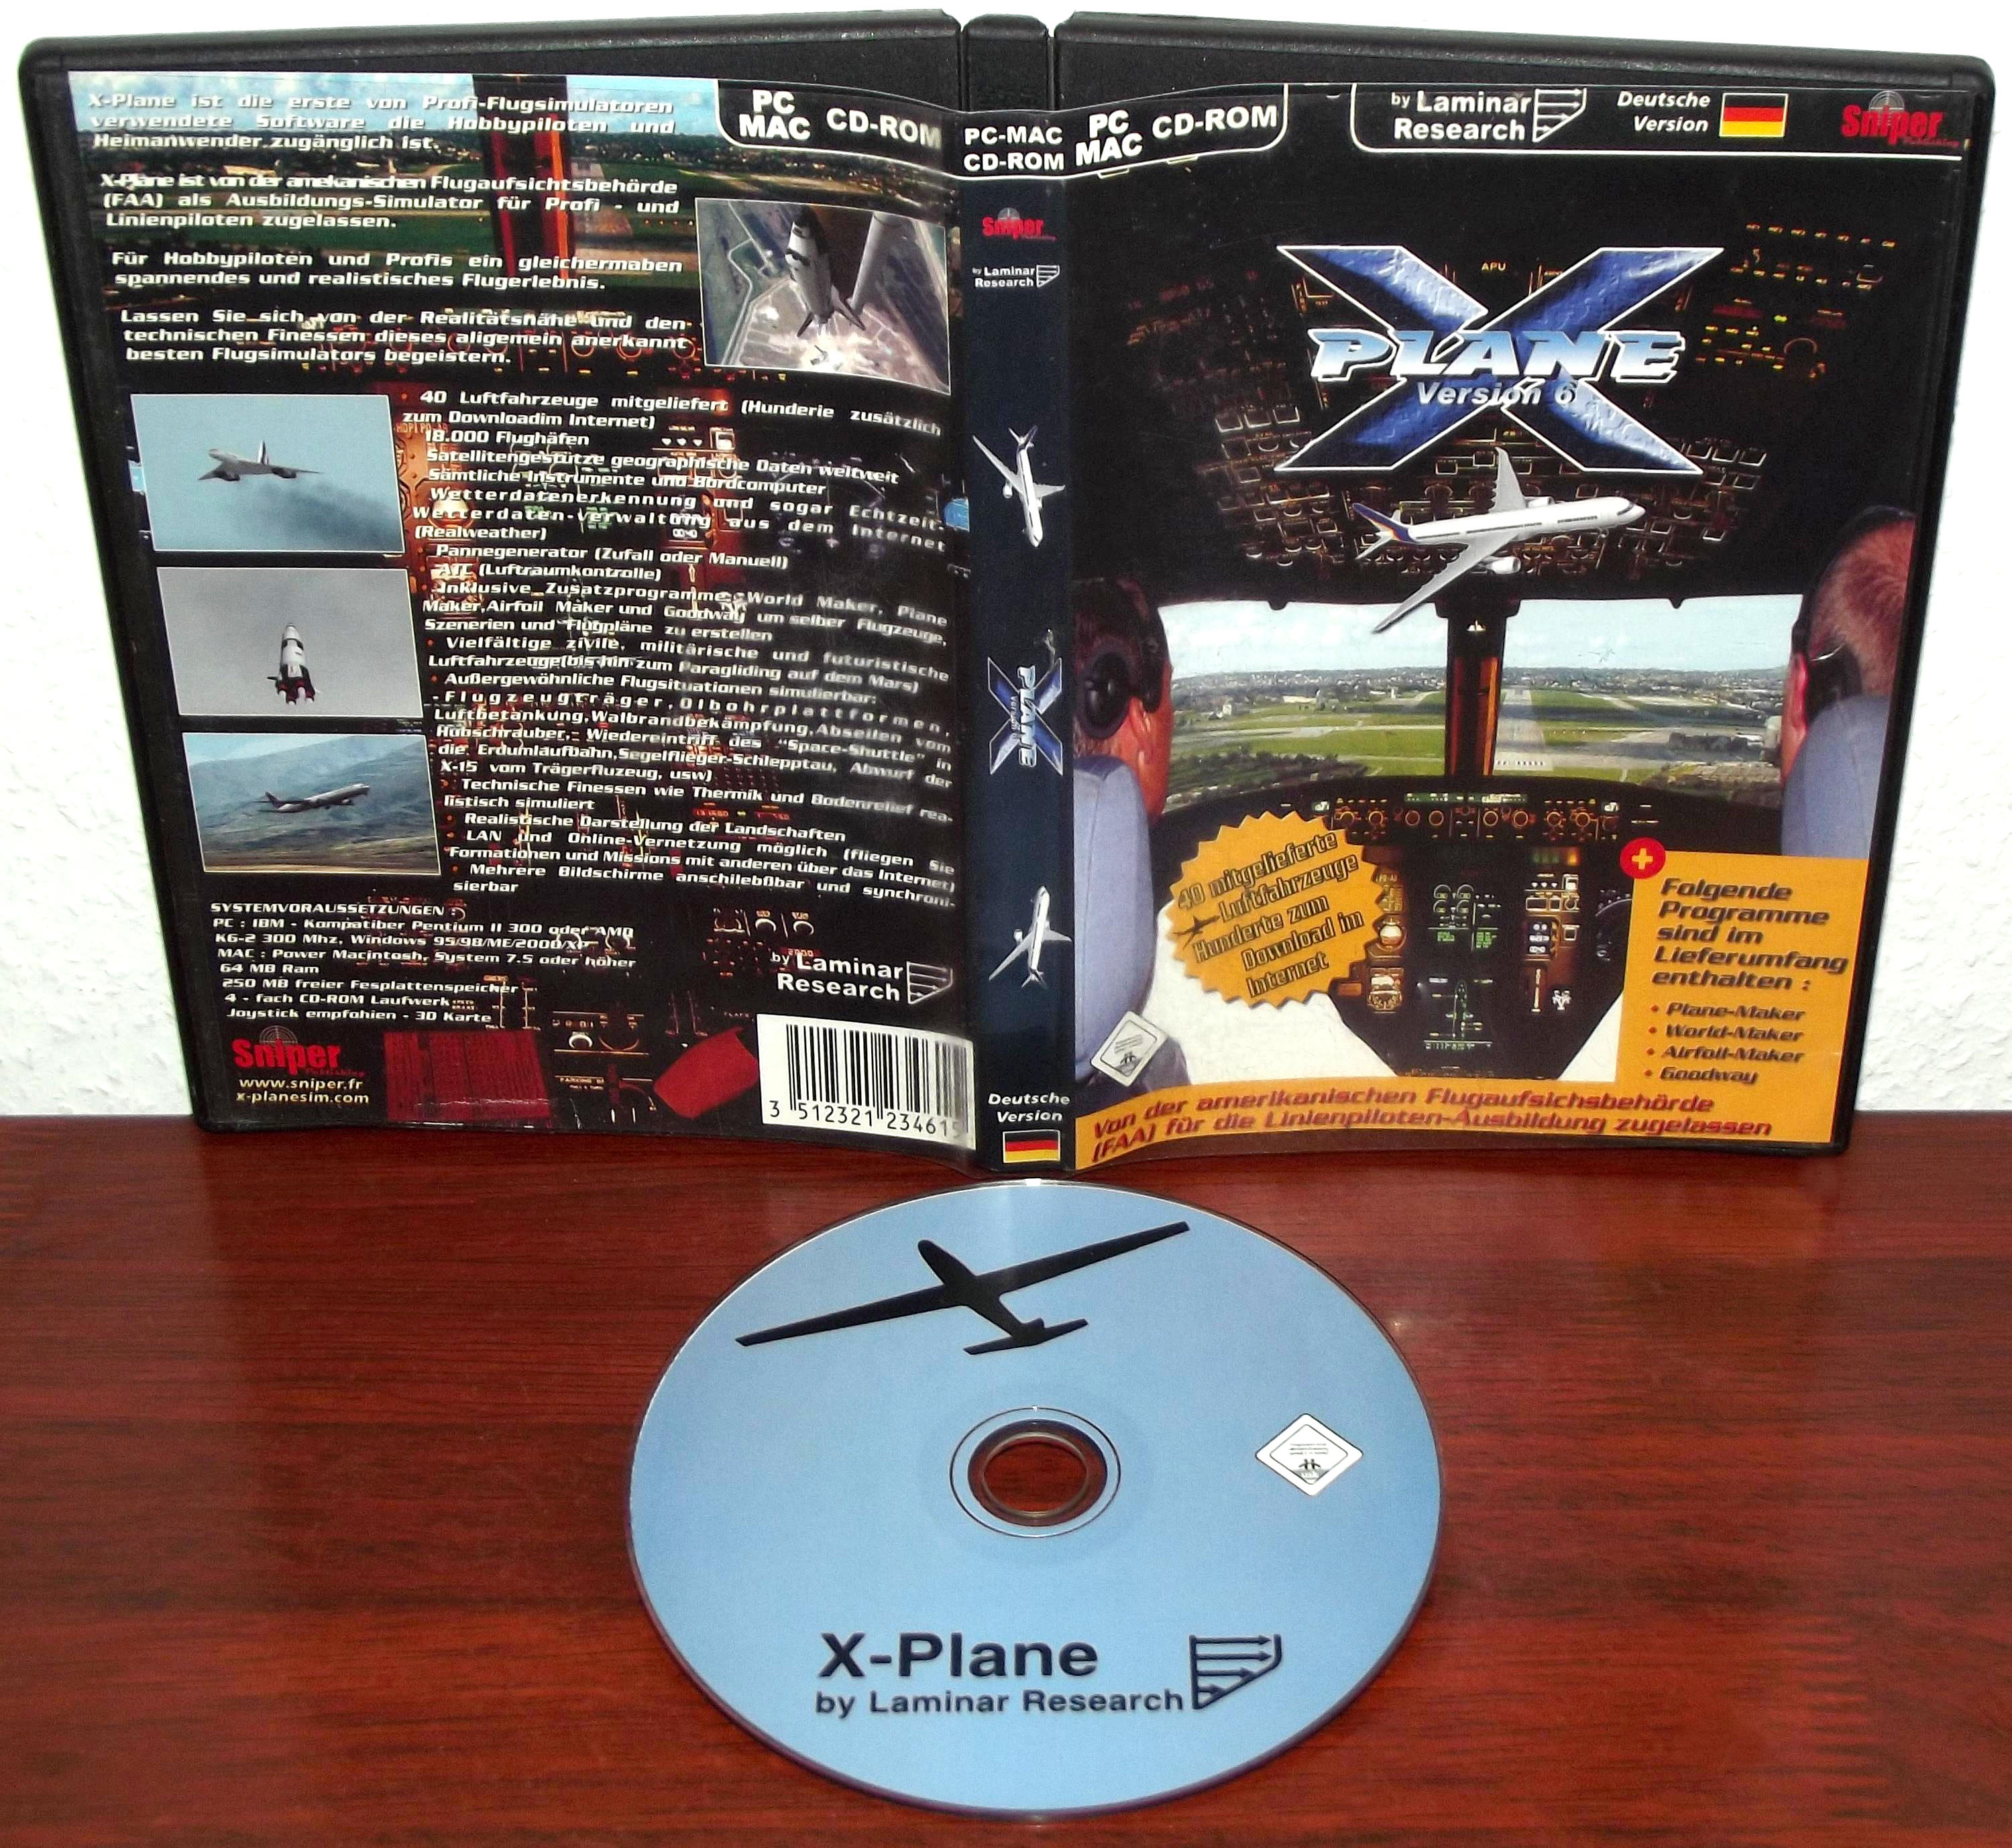 X-Plane ist die erste von Profi-Flugsimulatoren
verwendete Software die Hobbypiloten und
Heimanwender zugänglich ist.
X-Plane ist von der amekanischen Flugaufsichtsbehörde
(FAA) als Ausbildungs-Simulator für Profi - und
Linienpiloten zugelassen.
Für Hobbypiloten und Profis ein gleichermaben
spannendes und realistisches Flugerlebnis.
Lassen Sie sich von der Realitätsnähe und den
technischen Finessen dieses allgemein anerkannt
besten Flugsimulators begeistern.
PC
MAC CD-ROM
• 40 Luftfahrzeuge mitgeliefert (Hunderie zusätzlich
zum Downloadim Internet)
18.000 Flughäfen
Satellitengestütze geographische Daten weltweit
Sämtliche Instrumente und Bordcomputer
Wetterdatenerkennung und sogar Echtzeit-
Wetterdaten-Verwaltung aus dem Internet
(Realweather)
Pannegenerator (Zufall oder Manuell)
ATC (Luftraumkontrolle)
Inklusive Zusatzprogramme: World Maker, Plane
Maker,Airfoil Maker und Goodway um selber Flugzeuge,
Szenerien und Flugpläne zu erstellen
• Vielfältige zivile, militärische und futuristische
Luftfahrzeuge(bis hin zum Paragliding auf dem Mars)
• Außergewöhnliche Flugsituationen simulierbar:
- Flugzeugträger,Olbohrplattformen,
Luftbetankung,Walbrandbekämpfung,Abseilen vom
Hubschrauber,- Wiedereintriff des "Space-Shuttle" in
die Erdumlaufbahn,Segelflieger-Schlepptau, Abwurf der
X-15 vom Trägerfluzeug, usw)
• Technische Finessen wie Thermik und Bodenrelief rea-
listisch simuliert
• Realistische Darstellung der Landschaften
• LAN und Online-Vernetzung möglich (fliegen Sie
Formationen und Missions mit anderen über das Internet)
• Mehrere Bildschirme anschilebßbar und synchroni-
sierbar
SYSTEMVORAUSSETZUNGEN :
PC : IBM - Kompatiber Pentium II 300 oder AMD
K6-2 300 Mhz, Windows 95/98/ME/2000/XP
MAC : Power Macintosh, System 7.5 oder höher
64 MB Ram
250 MB freier Fesplattenspeicher
4 - fach CD-ROM Laufwerk
Joystick empfohlen - 3D Karte
by Laminar
Research
Sniper
Publishing
www.sniper.fr
x-planesim.com
3 512321 234615
PC-MAC
CD-ROM
Sniper
by Laminar
Research
X
PLANE
Deutsche
Version
PC
MAC CD-ROM
by Laminar
Research
Deutsche
Version
Sniper
Publishing
APU
X
PLANE
Version 6
40 mitgelieferte
Luftfahrzeuge
Hunderte zum
Download im
Internet
+
Folgende
Programme
sind im
Lieferumfang
enthalten :
• Plane-Maker
• World-Maker
• Airfoil-Maker
• Goodway
Von der amerikanischen Flugaufsichsbehörde
(FAA) für die Linienpiloten-Ausbildung zugelassen
X-Plane
by Laminar Research